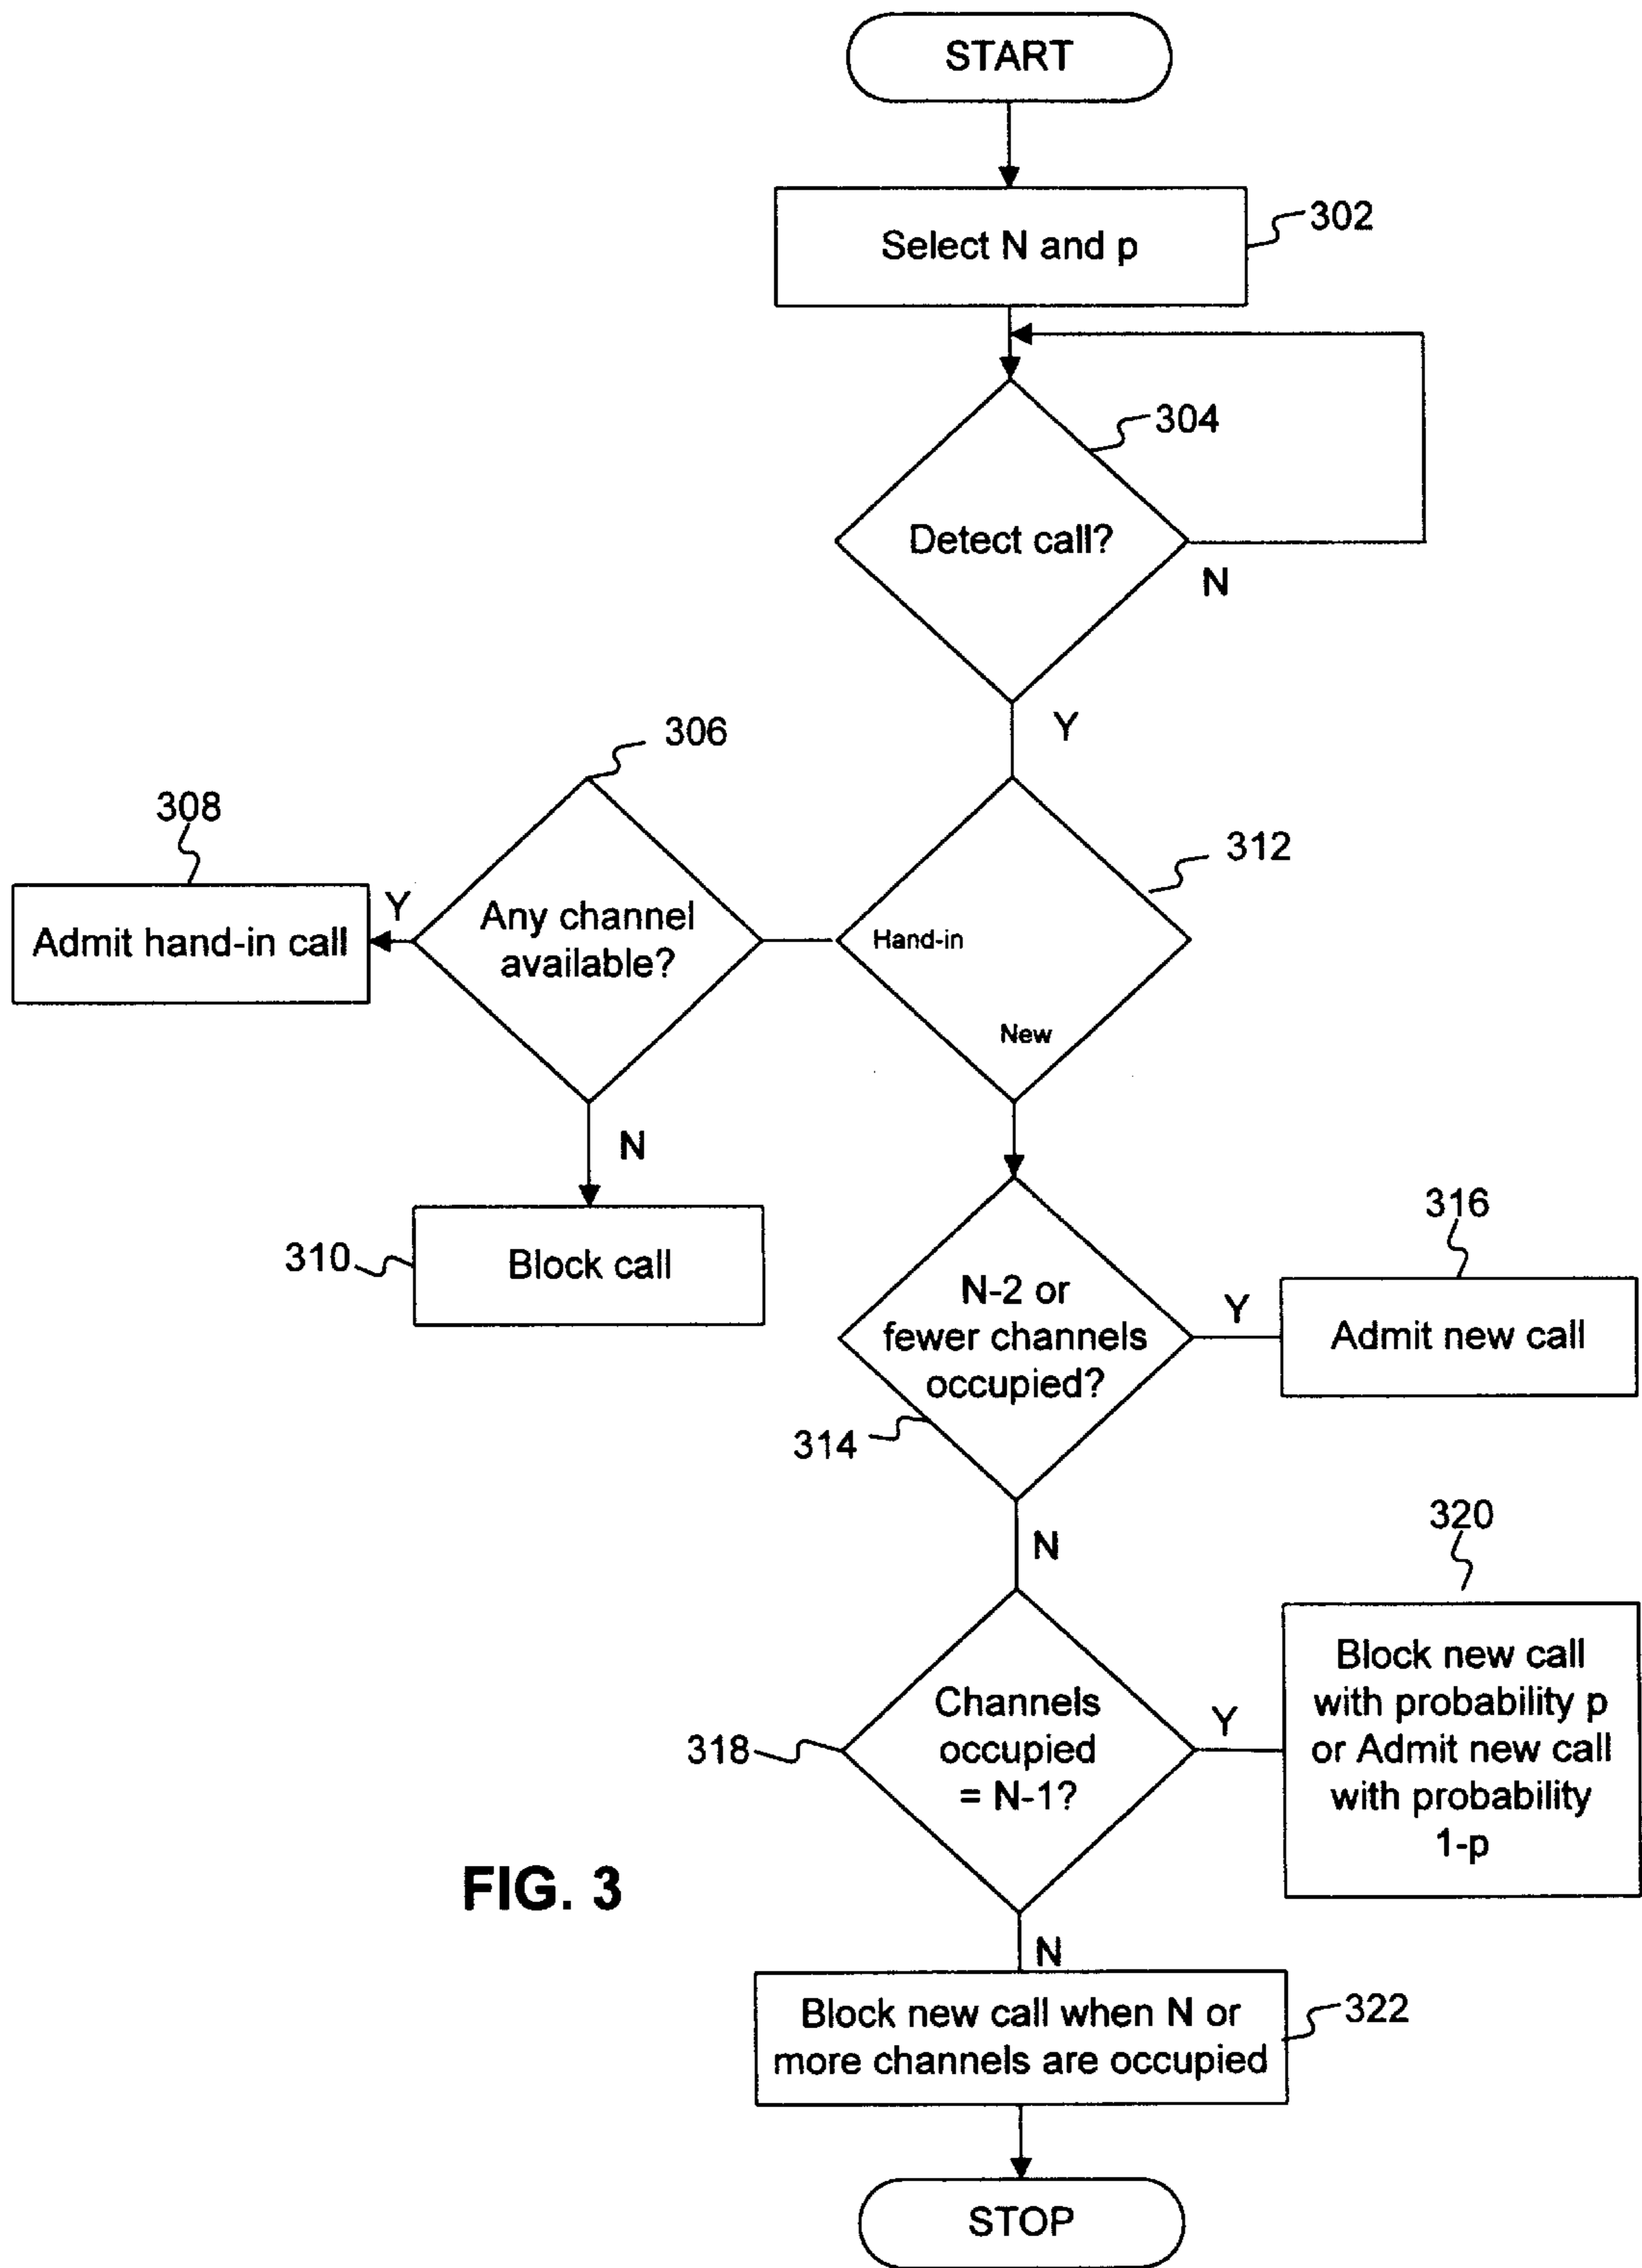 START
Select N and p
302
304
Detect call?
N
Y
306
308
312
Any channel
available?
Y
Admit hand-in call
Hand-in
New
N
310
Block call
316
N-2 or
fewer channels
occupied?
Y
Admit new call
314
N
320
Channels
occupied
= N-1?
318
Y
Block new call
with probability p
or Admit new call
with probability
1-p
FIG. 3
N
Block new call when N or
more channels are occupied
322
STOP